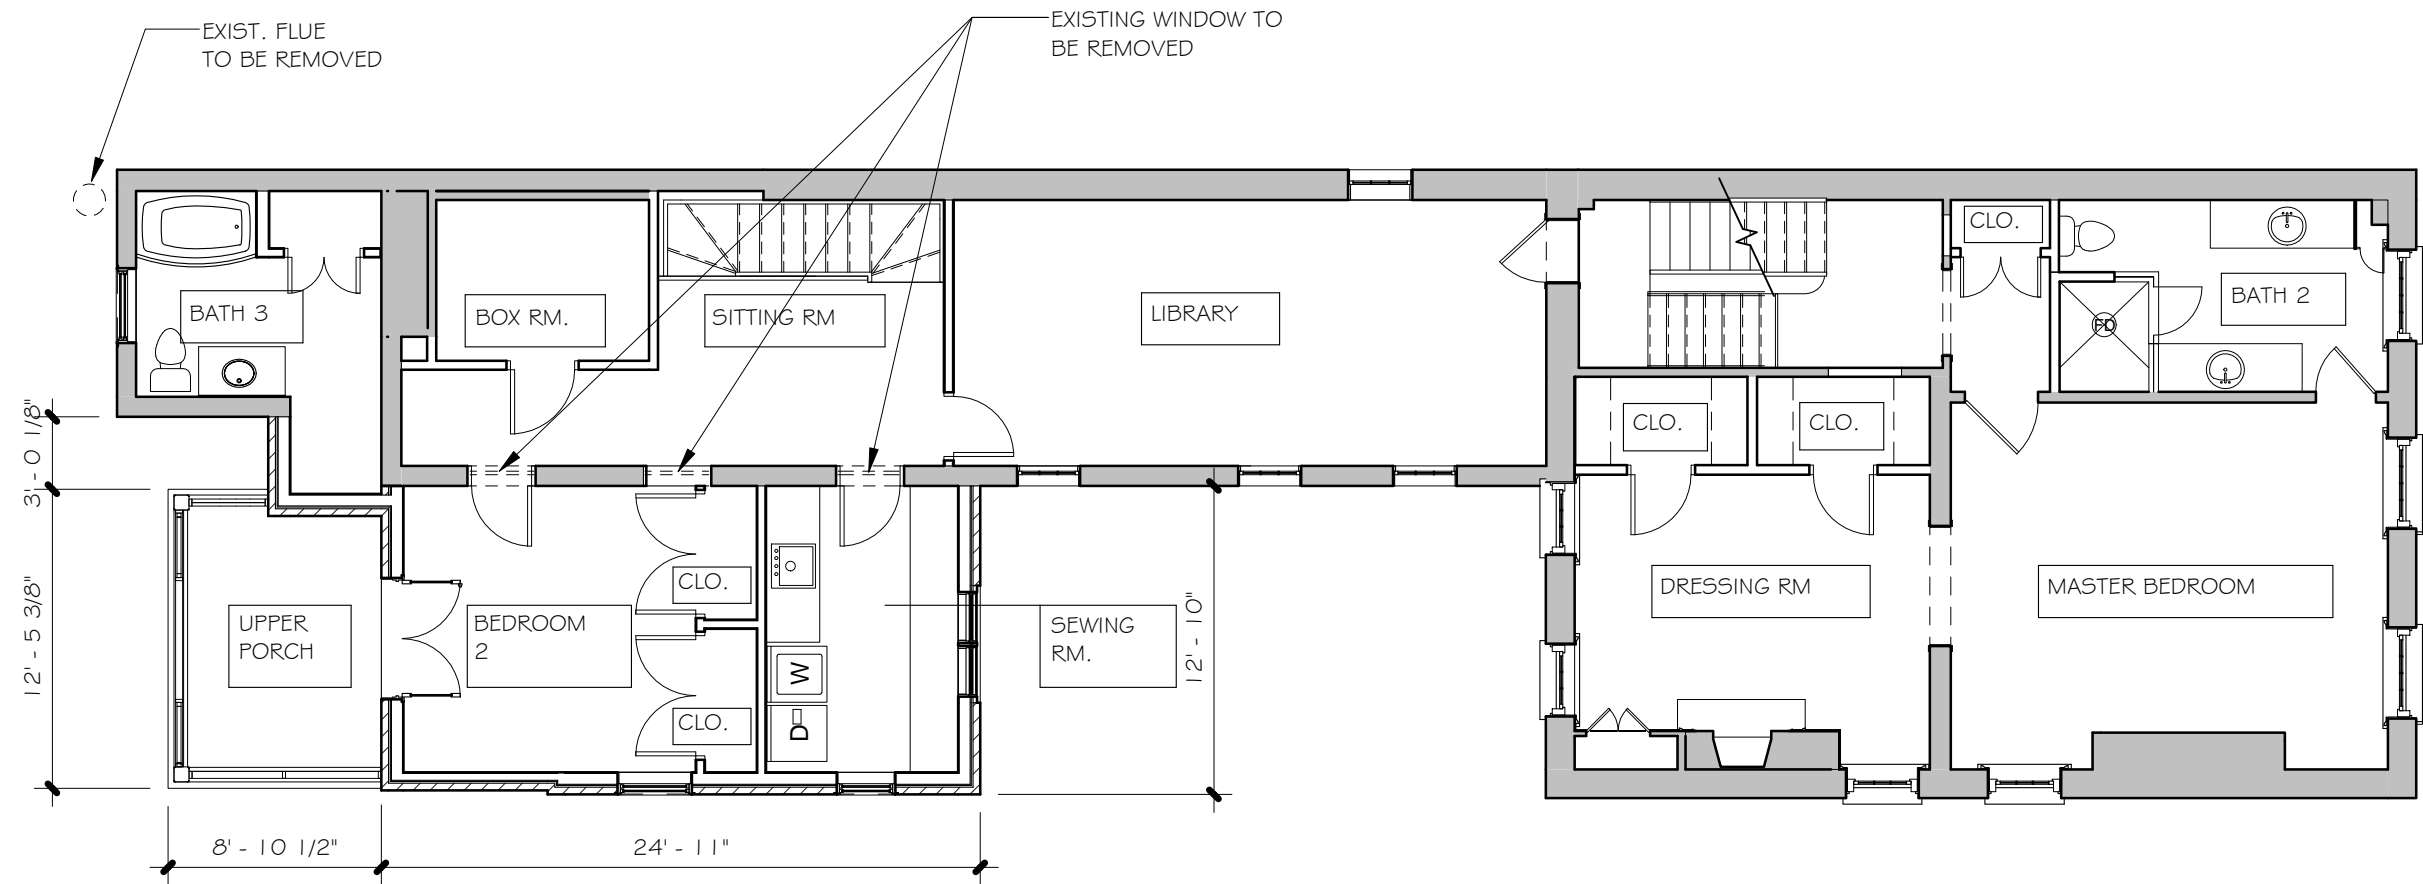 EXIST. FLUE
TO BE REMOVED
EXISTING WINDOW TO
BE REMOVED
CLO.
BATH 3
BOX RM.
SITTING RM
LIBRARY
BATH 2
FD
CLO.
CLO.
3' - 0 1/8"
12' - 5 3/8"
UPPER
PORCH
BEDROOM
2
CLO.
CLO.
W
D
SEWING
RM.
12' - 10"
DRESSING RM
MASTER BEDROOM
8' - 10 1/2"
24' - 11"